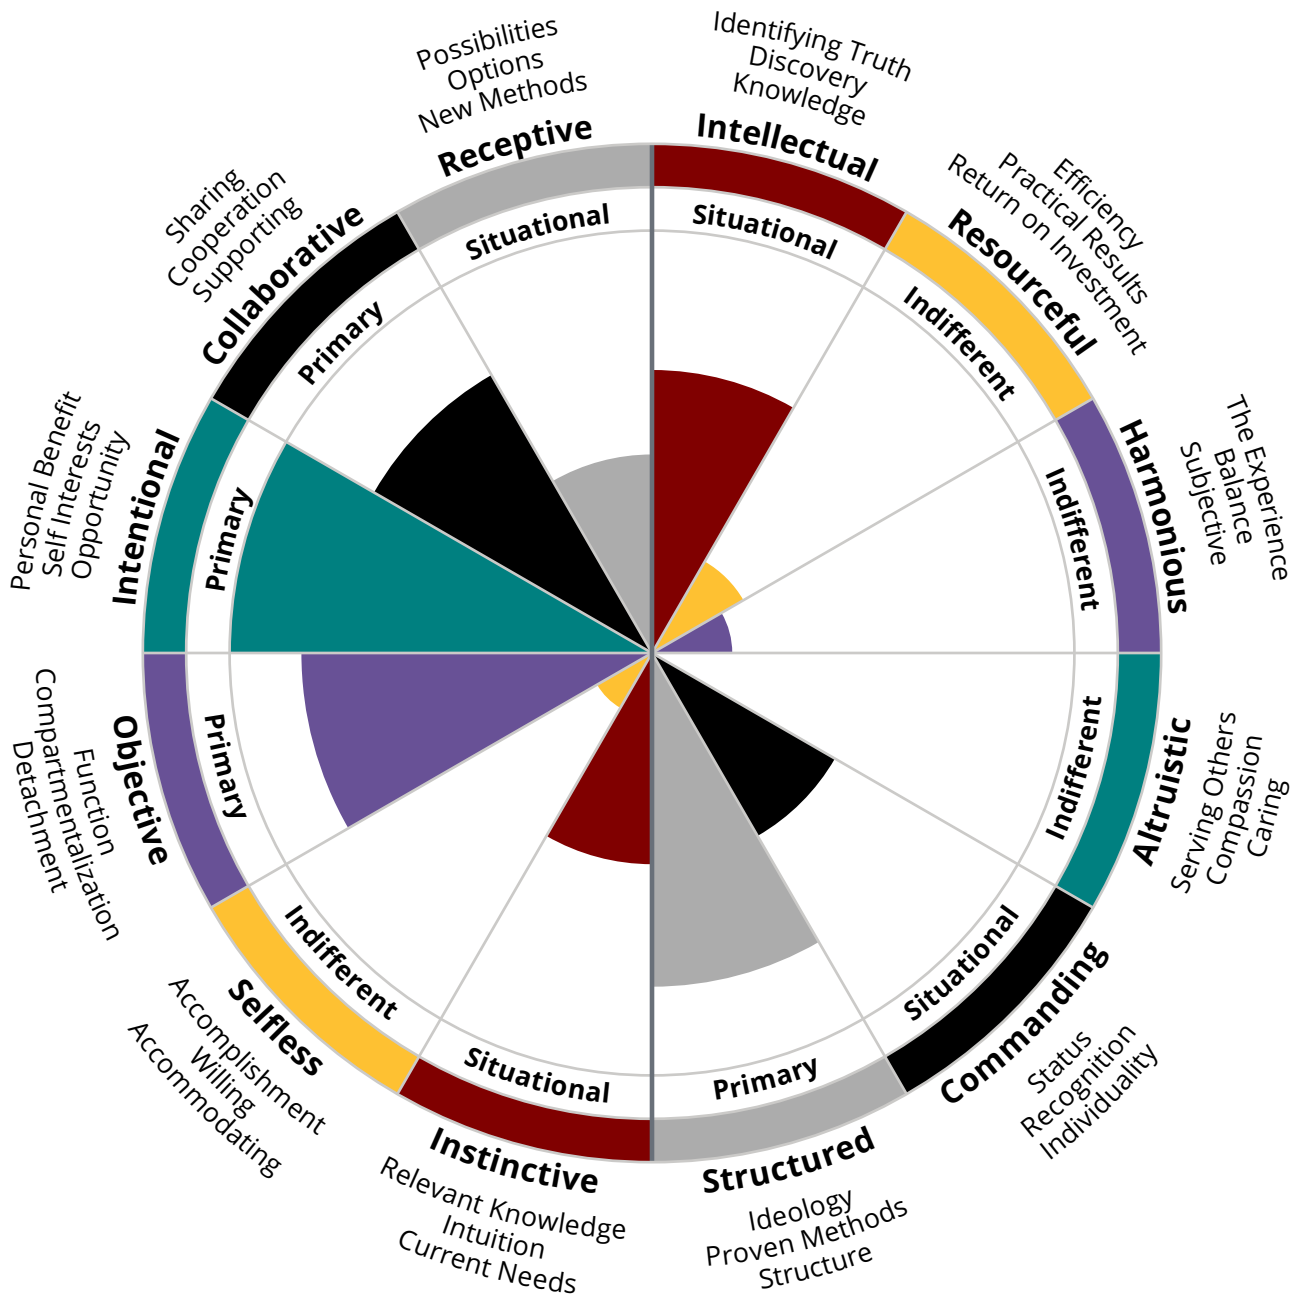 Identifying Truth
Discovery
Knowledge
Intellectual
Situational
Efficiency
Practical Results
Return on Investment
Resourceful
Indifferent
The Experience
Balance
Subjective
Harmonious
Indifferent
Altruistic
Indifferent
Serving Others
Compassion
Caring
Commanding
Situational
Status
Recognition
Individuality
Primary
Structured
Ideology
Proven Methods
Structure
Situational
Instinctive
Relevant Knowledge
Intuition
Current Needs
Indifferent
Selfless
Accomplishment
Willing
Accommodating
Primary
Objective
Function
Compartmentalization
Detachment
Personal Benefit
Self Interests
Opportunity
Intentional
Primary
Sharing
Cooperation
Supporting
Collaborative
Primary
Possibilities
Options
New Methods
Receptive
Situational